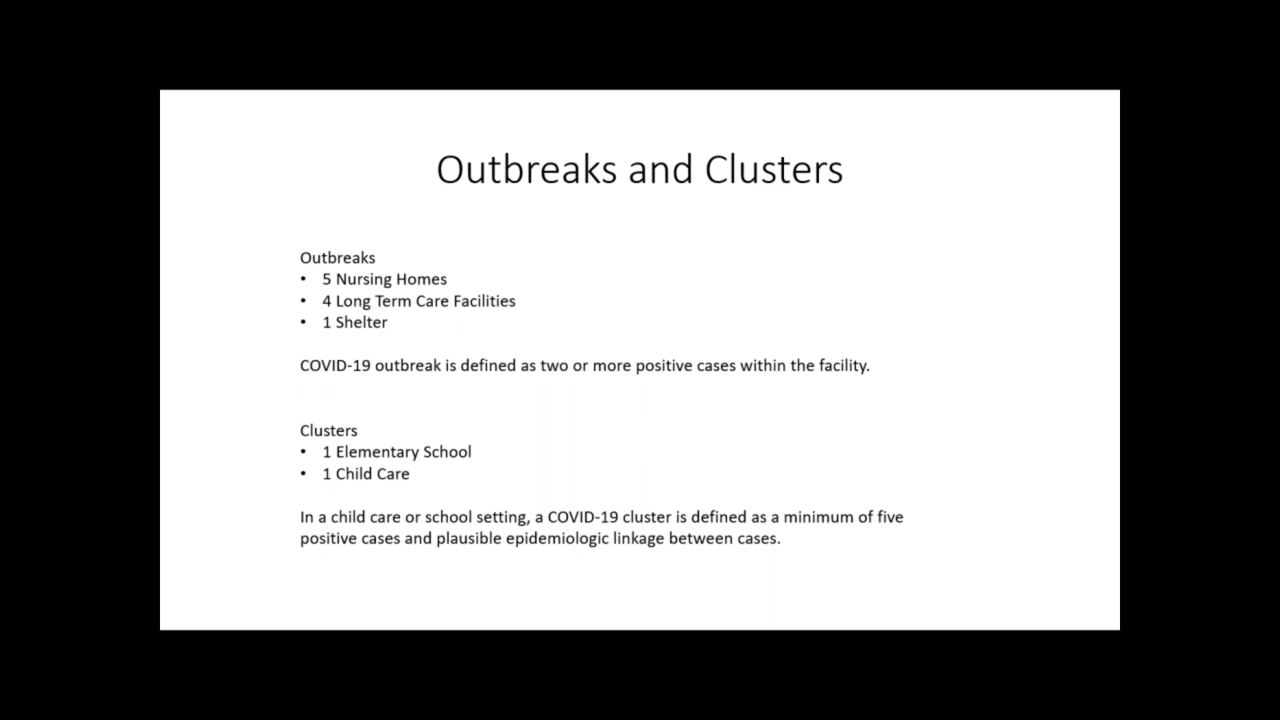 Outbreaks and Clusters
Outbreaks
• 5 Nursing Homes
• 4 Long Term Care Facilities
• 1 Shelter
COVID-19 outbreak is defined as two or more positive cases within the facility.
Clusters
• 1 Elementary School
• 1 Child Care
In a child care or school setting, a COVID-19 cluster is defined as a minimum of five
positive cases and plausible epidemiologic linkage between cases.